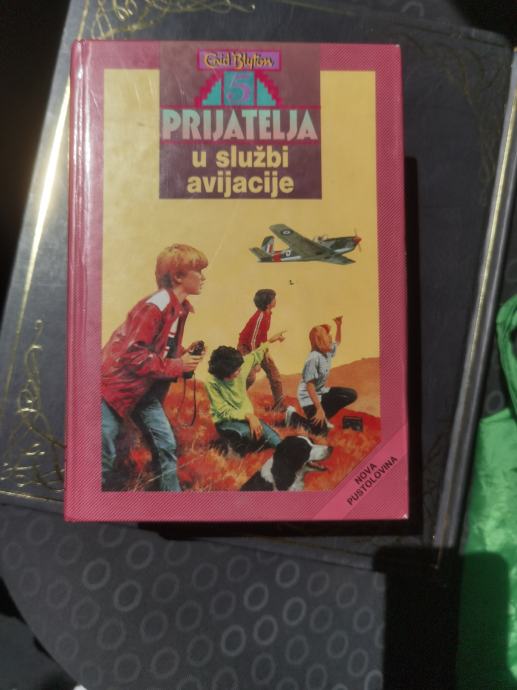 Enid Blyton
5
PRIJATELJA
u službi
avijacije
NOVA
PUSTOLOVINA